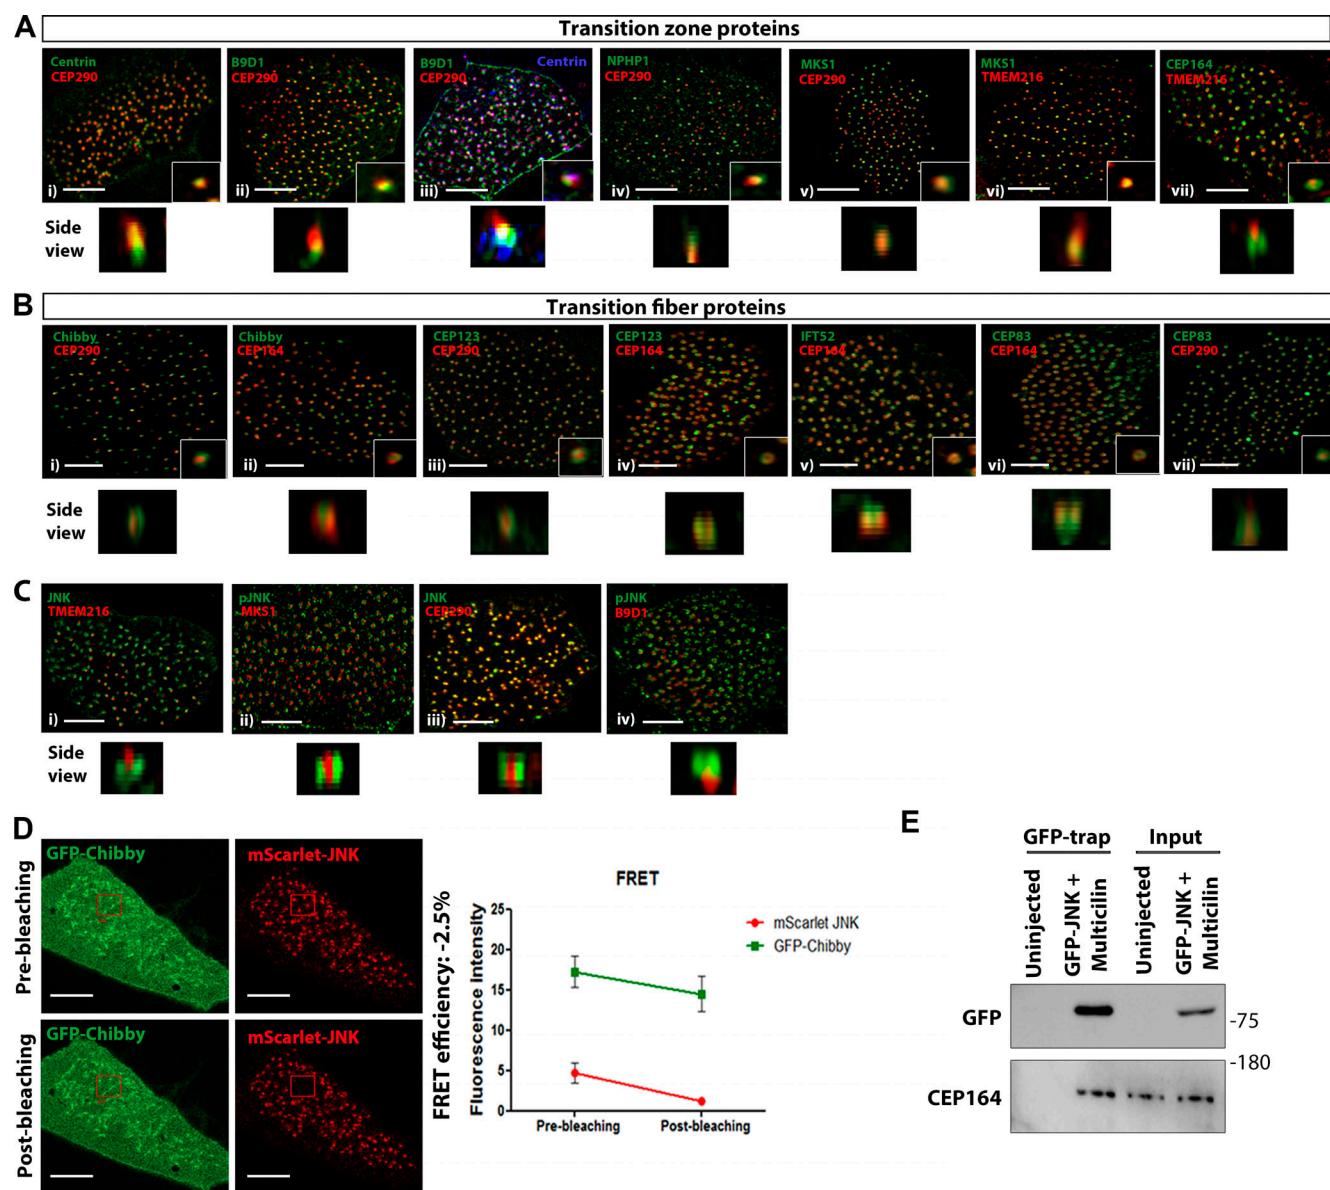 A
Transition zone proteins
Centrin
CEP290
i)
B9D1
CEP290
ii)
B9D1 Centrin
CEP290
iii)
NPHP1
CEP290
iv)
MKS1
CEP290
v)
MKS1
TMEM216
vi)
CEP164
TMEM216
vii)
Side
view
B
Transition fiber proteins
Chibby
CEP290
i)
Chibby
CEP164
ii)
CEP123
CEP290
iii)
CEP123
CEP164
iv)
IFT52
CEP164
v)
CEP83
CEP164
vi)
CEP83
CEP290
vii)
Side
view
C
JNK
TMEM216
i)
pJNK
MKS1
ii)
JNK
CEP290
iii)
pJNK
B9D1
iv)
Side
view
D
Pre-bleaching
GFP-Chibby
mScarlet-JNK
Post-bleaching
GFP-Chibby
mScarlet-JNK
FRET efficiency: -2.5%
FRET
Fluorescence intensity
25
20
15
10
5
0
Pre-bleaching
Post-bleaching
mScarlet JNK
GFP-Chibby
E
GFP-trap
Input
Uninjected
GFP-JNK +
Multicilin
Uninjected
GFP-JNK +
Multicilin
GFP
-75
-180
CEP164